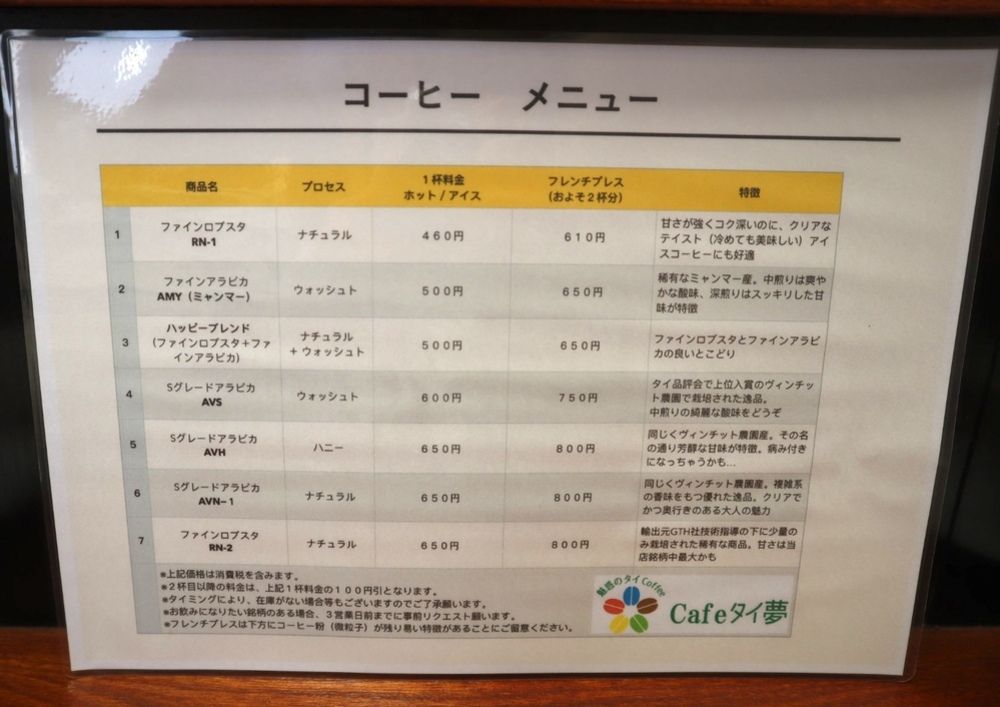 コーヒー　メニュー
商品名 プロセス 1杯料金 フレンチプレス 特徴
ホット / アイス （およそ2杯分）
1 ファインロブスタ ナチュラル 460円 610円 甘さが強くコク深いのに、クリアな
RN-1 テイスト（冷めても美味しい）アイ
スコーヒーにも好適
2 ファインアラビカ ウォッシュト 500円 650円 稀有なミャンマー産。中煎りは爽や
AMY（ミャンマー） かな酸味、深煎りはスッキリした甘
味が特徴
3 ハッピーブレンド ナチュラル 500円 650円 ファインロブスタとファインアラビ
（ファインロブスタ＋ファ ＋ウォッシュト カの良いとこどり
インアラビカ）
4 Sグレードアラビカ ウォッシュト 600円 750円 タイ品評会で上位入賞のヴィンチッ
AVS ト農園で栽培された逸品。
中煎りの綺麗な酸味をどうぞ
5 Sグレードアラビカ ハニー 650円 800円 同じくヴィンチット農園産。その名
AVH の通り芳醇な甘味が特徴。病み付き
になっちゃうかも…
6 Sグレードアラビカ ナチュラル 650円 800円 同じくヴィンチット農園産。複雑系
AVN−1 の香味をもつ優れた逸品。クリアで
かつ奥行きのある大人の魅力
7 ファインロブスタ ナチュラル 650円 800円 輸出元GTH社技術指導の下に少量の
RN-2 み栽培された稀有な商品。甘さは当
店銘柄中最大かも
※上記価格は消費税を含みます。
※2杯目以降の料金は、上記1杯料金の100円引となります。
※タイミングにより、在庫がない場合等もございますのでご了承願います。
※お飲みになりたい銘柄のある場合、3営業日前までに事前リクエスト願います。
※フレンチプレスは下方にコーヒー粉（微粒子）が残り易い特徴があることにご留意ください。
魅惑のタイ Coffee
Cafe タイ夢